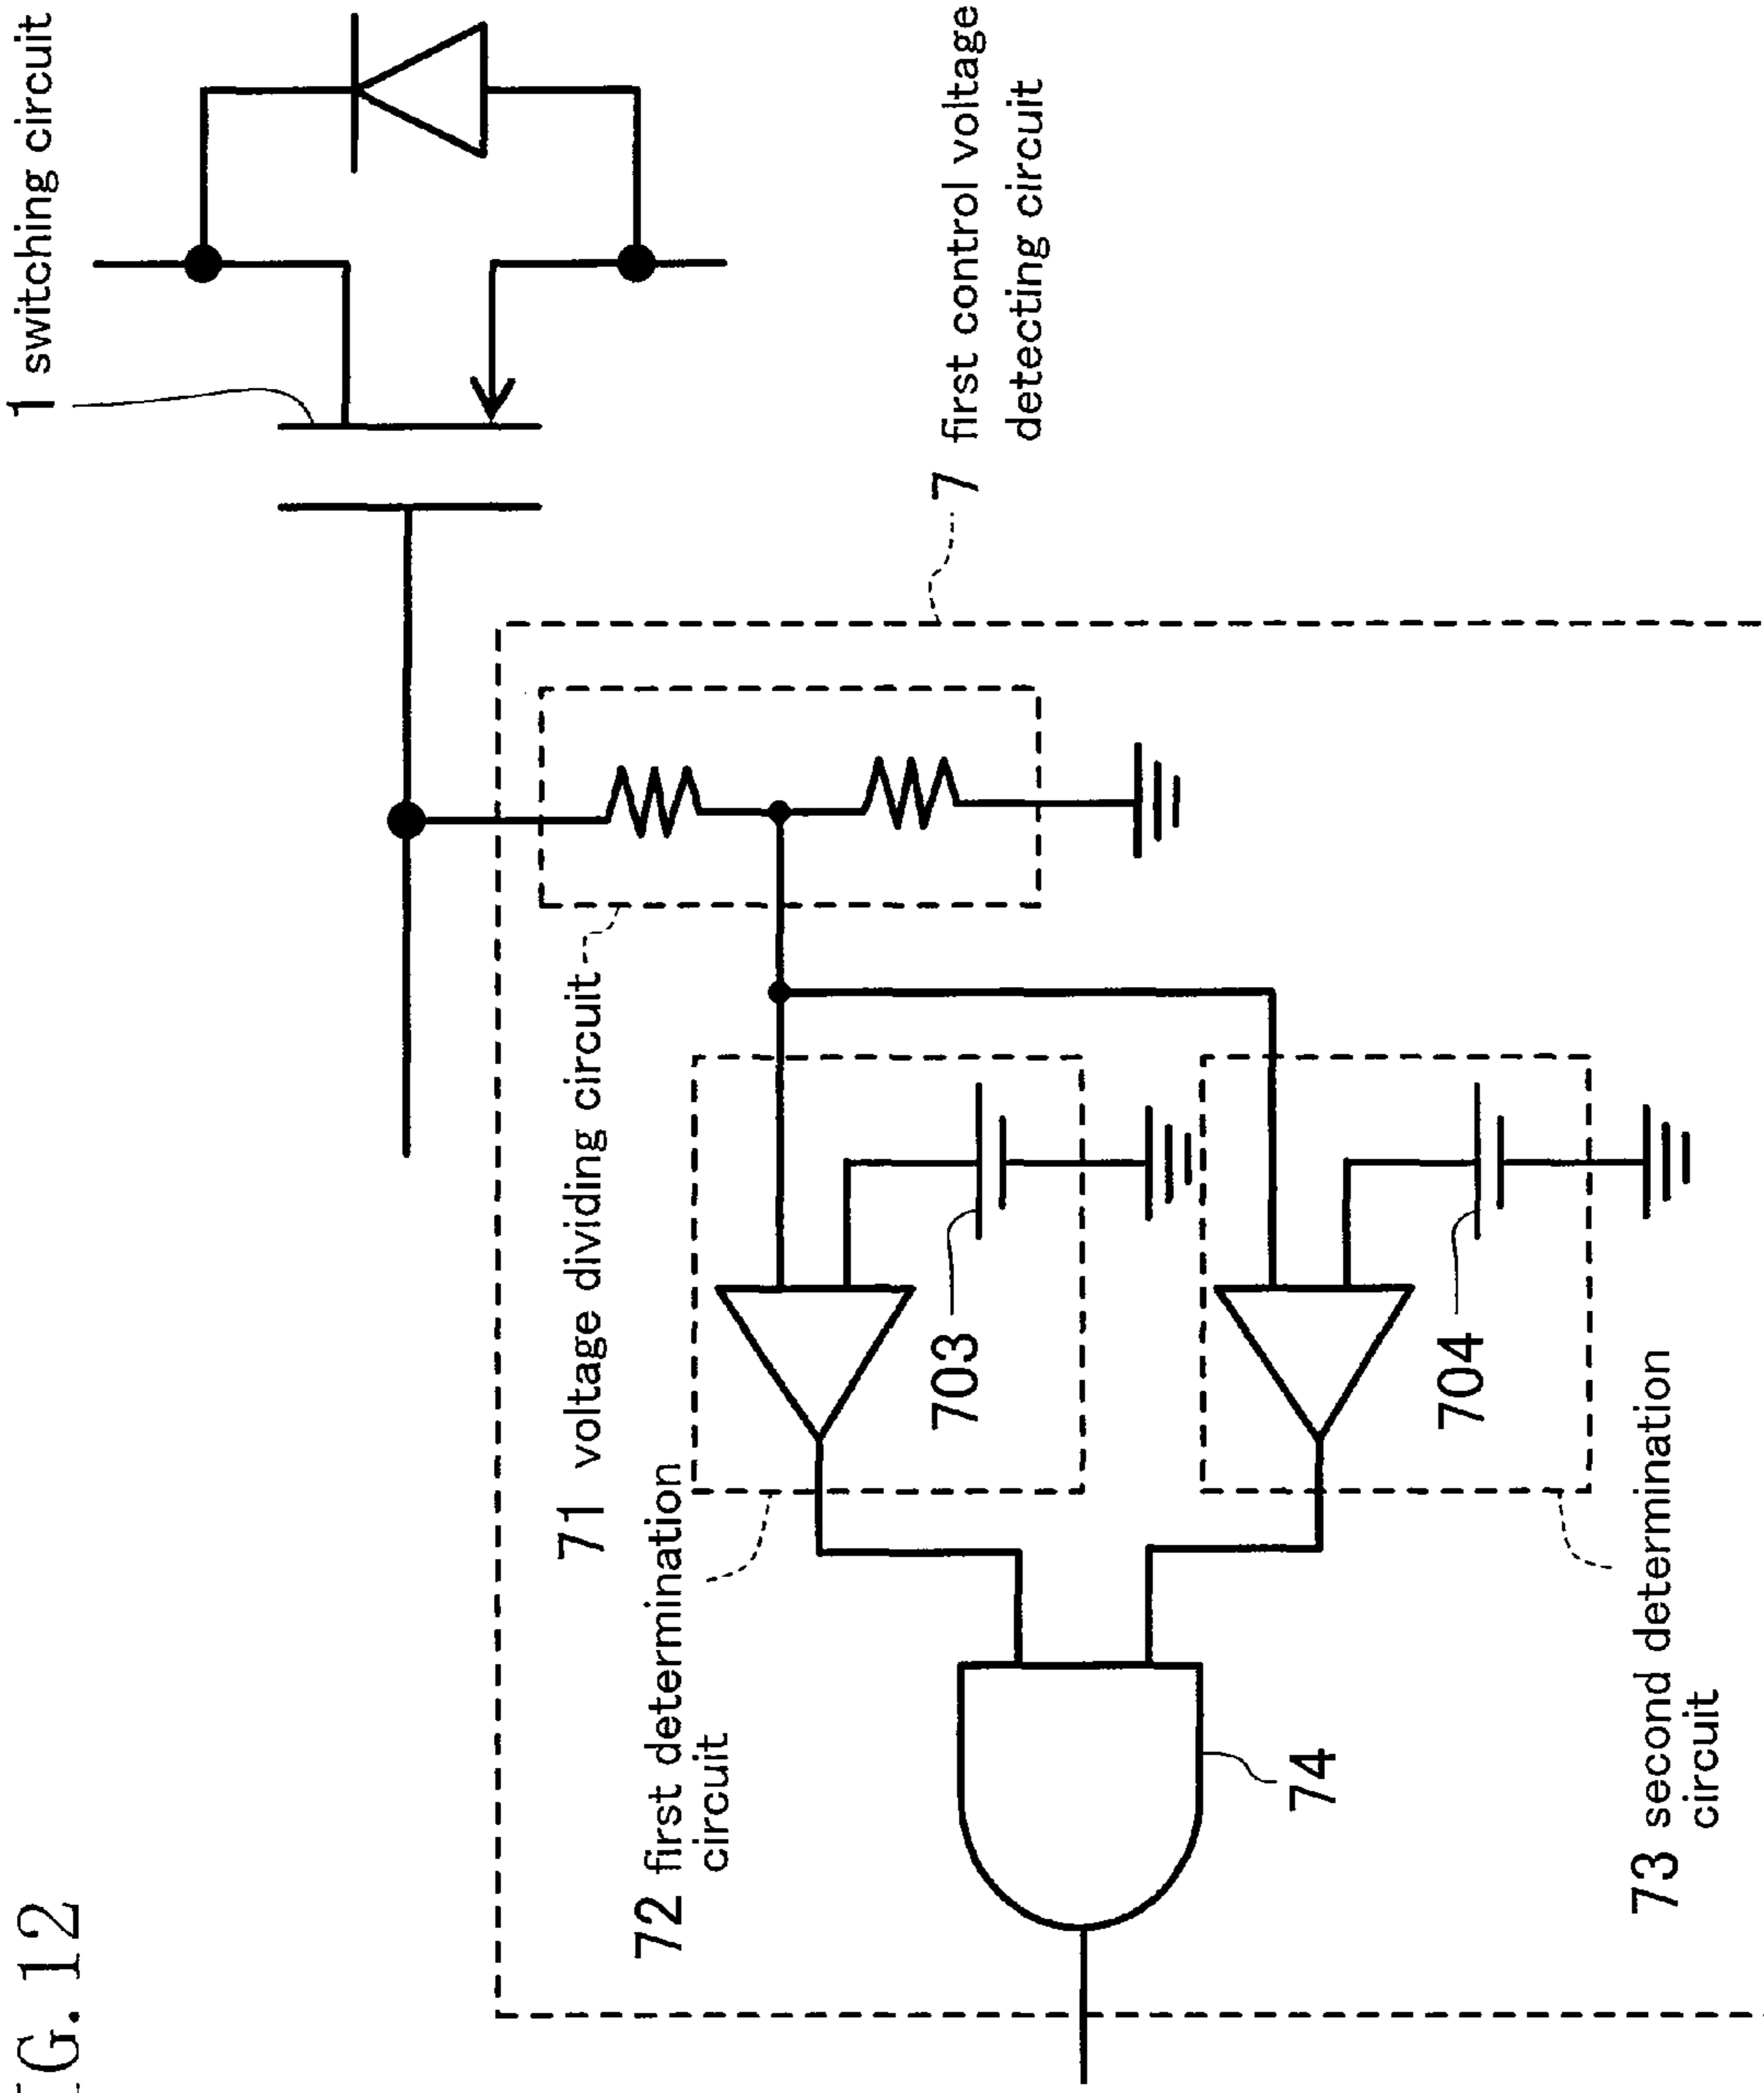 IG. 12
1 switching circuit
7 first control voltage
detecting circuit
71 voltage dividing circuit
72 first determination
circuit
703
704
74
73 second determination
circuit